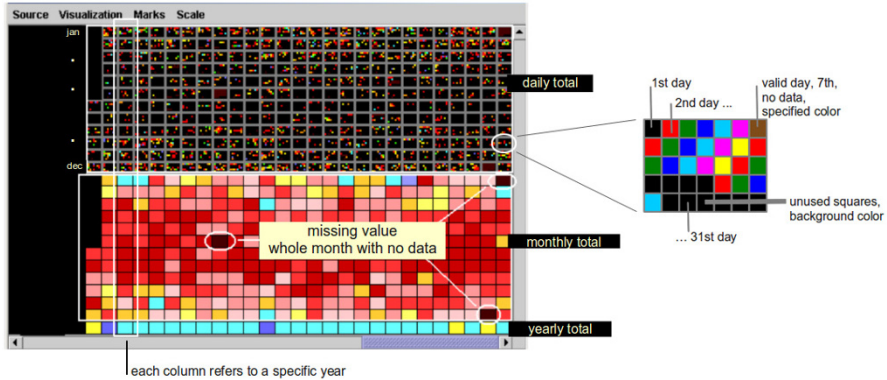 Source Visualization Marks Scale
jan
dec
daily total
monthly total
yearly total
missing value
whole month with no data
each column refers to a specific year
1st day
2nd day ...
valid day, 7th,
no data,
specified color
unused squares,
background color
... 31st day